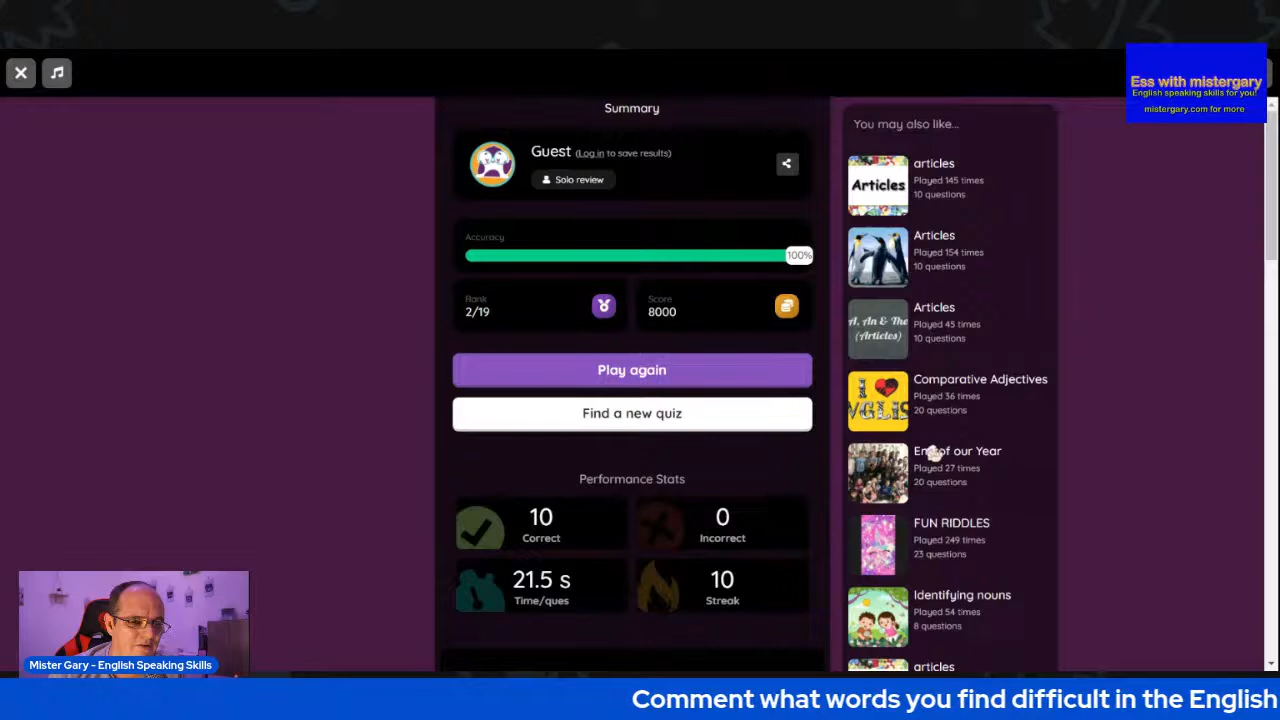 Ess with mistergary
English speaking skills for you!
mistergary.com for more
Summary
Guest (Log in to save results)
Solo review
Accuracy
100%
Rank
2/19
Score
8000
Play again
Find a new quiz
Performance Stats
10
Correct
0
Incorrect
21.5 s
Time/ques
10
Streak
You may also like...
Articles
articles
Played 145 times
10 questions
Articles
Played 154 times
10 questions
A, An & The
(Articles)
Articles
Played 45 times
10 questions
I
Comparative Adjectives
Played 36 times
20 questions
of our Year
Played 27 times
20 questions
FUN RIDDLES
Played 249 times
23 questions
Identifying nouns
Played 54 times
8 questions
articles
Mister Gary - English Speaking Skills
Comment what words you find difficult in the English